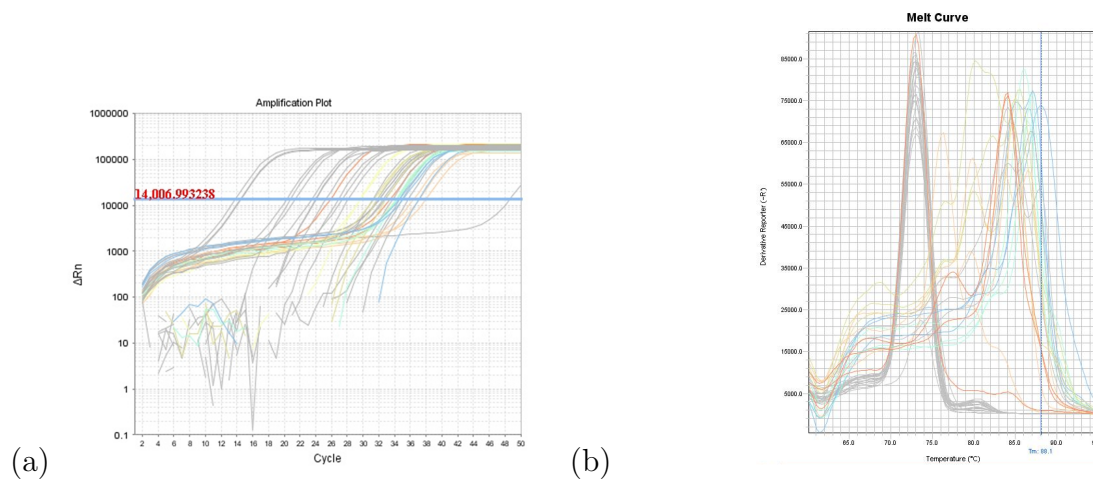 Amplification Plot
1000000
100000
14,006.993238
10000
1000
100
10
1
0.1
ΔRn
2 4 6 8 10 12 14 16 18 20 22 24 26 28 30 32 34 36 38 40 42 44 46 48 50
Cycle
(a)
Melt Curve
85000.0
75000.0
65000.0
55000.0
45000.0
35000.0
25000.0
15000.0
5000.0
Derivative Reporter (-R')
65.0 70.0 75.0 80.0 85.0 90.0
Tm: 88.1
Temperature (°C)
(b)